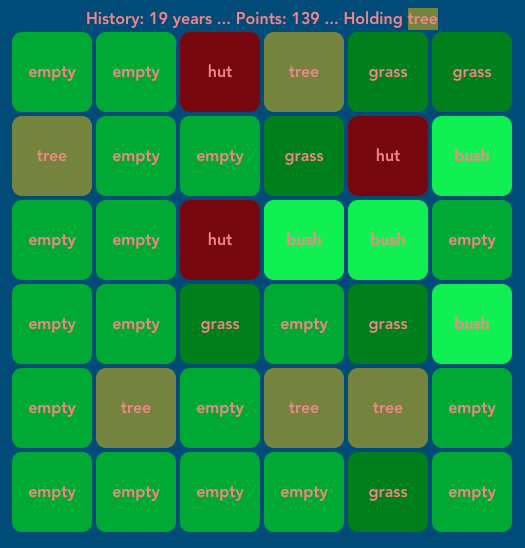 History: 19 years ... Points: 139 ... Holding tree
empty empty hut tree grass grass
tree empty empty grass hut bush
empty empty hut bush bush empty
empty empty grass empty grass bush
empty tree empty tree tree empty
empty empty empty empty grass empty